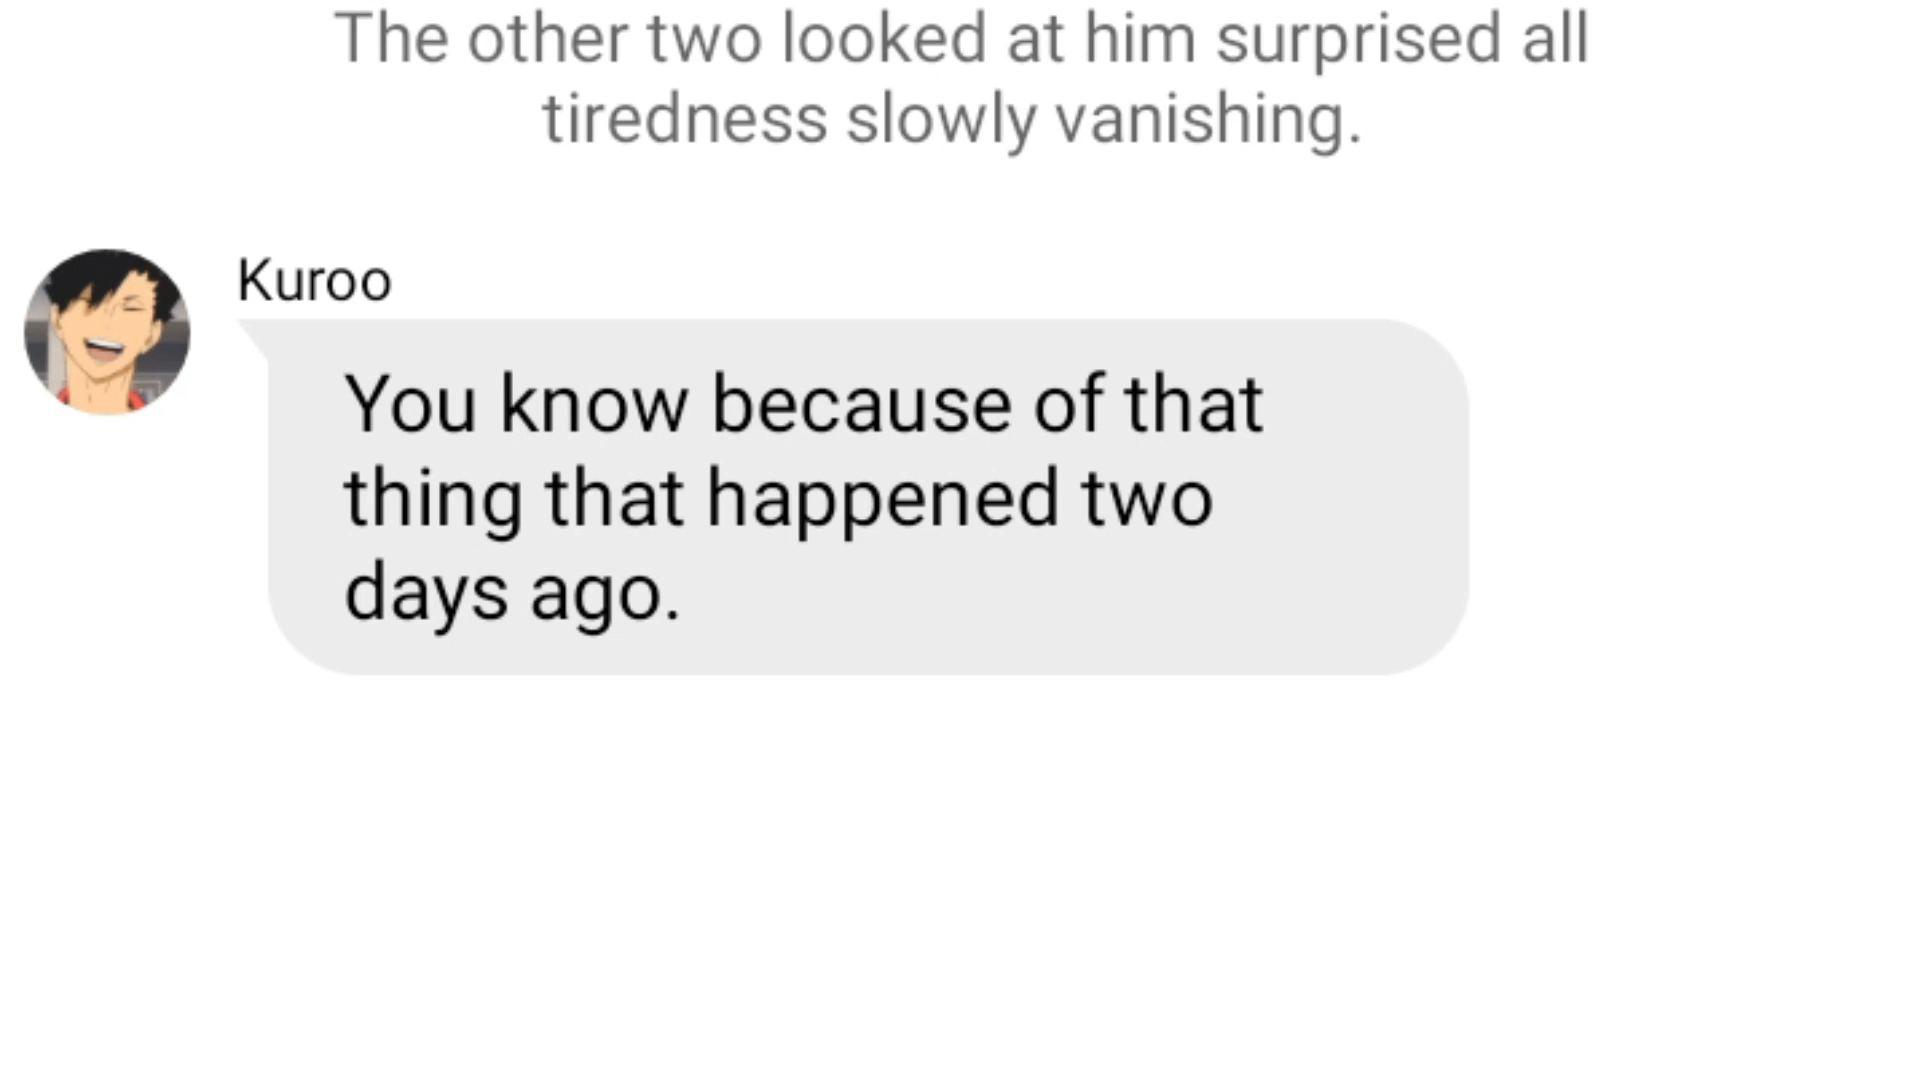 The other two looked at him surprised all
tiredness slowly vanishing.
Kuroo
You know because of that
thing that happened two
days ago.